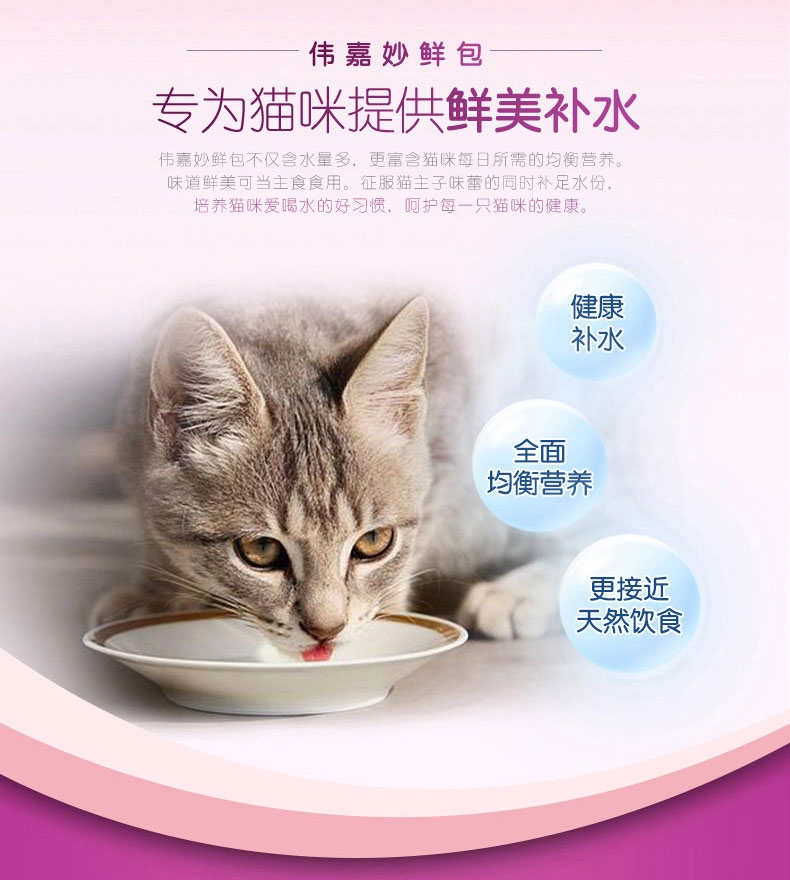 伟嘉妙鲜包
专为猫咪提供鲜美补水
伟嘉妙鲜包不仅含水量多，更富含猫咪每日所需的均衡营养。
味道鲜美可当主食食用。征服猫主子味蕾的同时补足水份，
培养猫咪爱喝水的好习惯，呵护每一只猫咪的健康。
健康
补水
全面
均衡营养
更接近
天然饮食